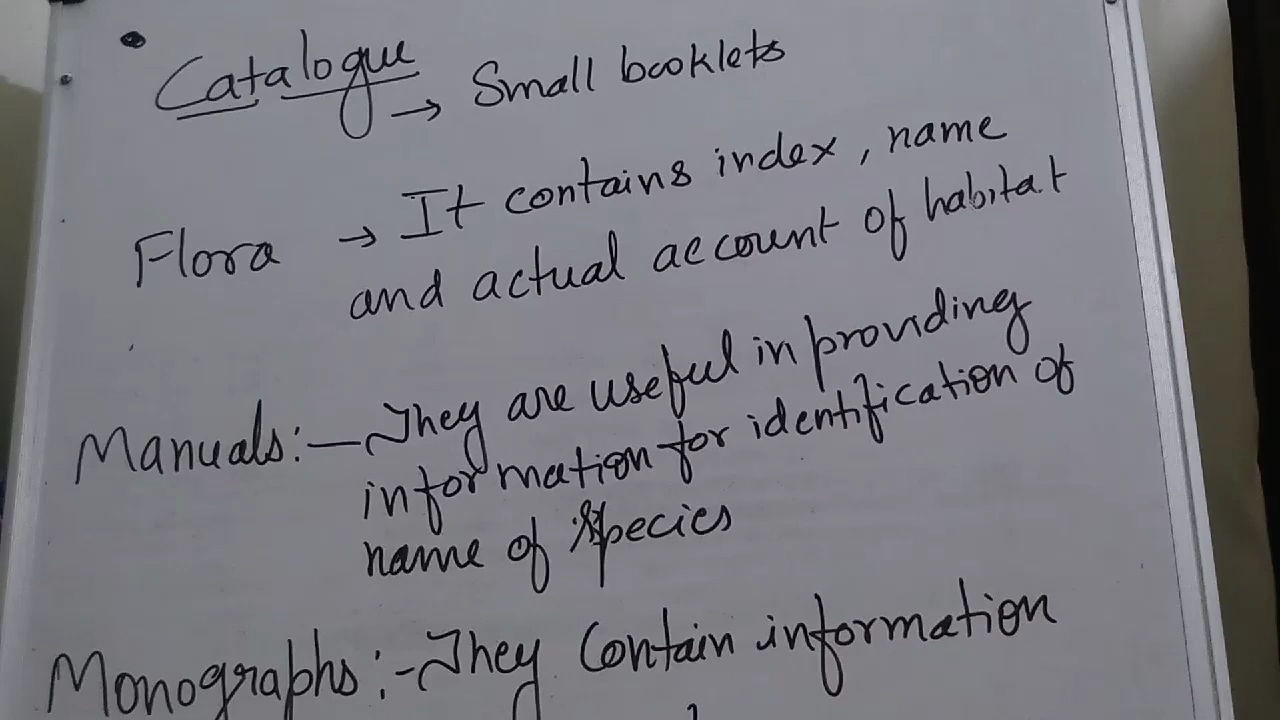 Catalogue → Small booklets
Flora → It contains index, name
and actual account of habitat
Manuals:— They are useful in providing
information for identification of
name of species
Monographs:- They Contain information